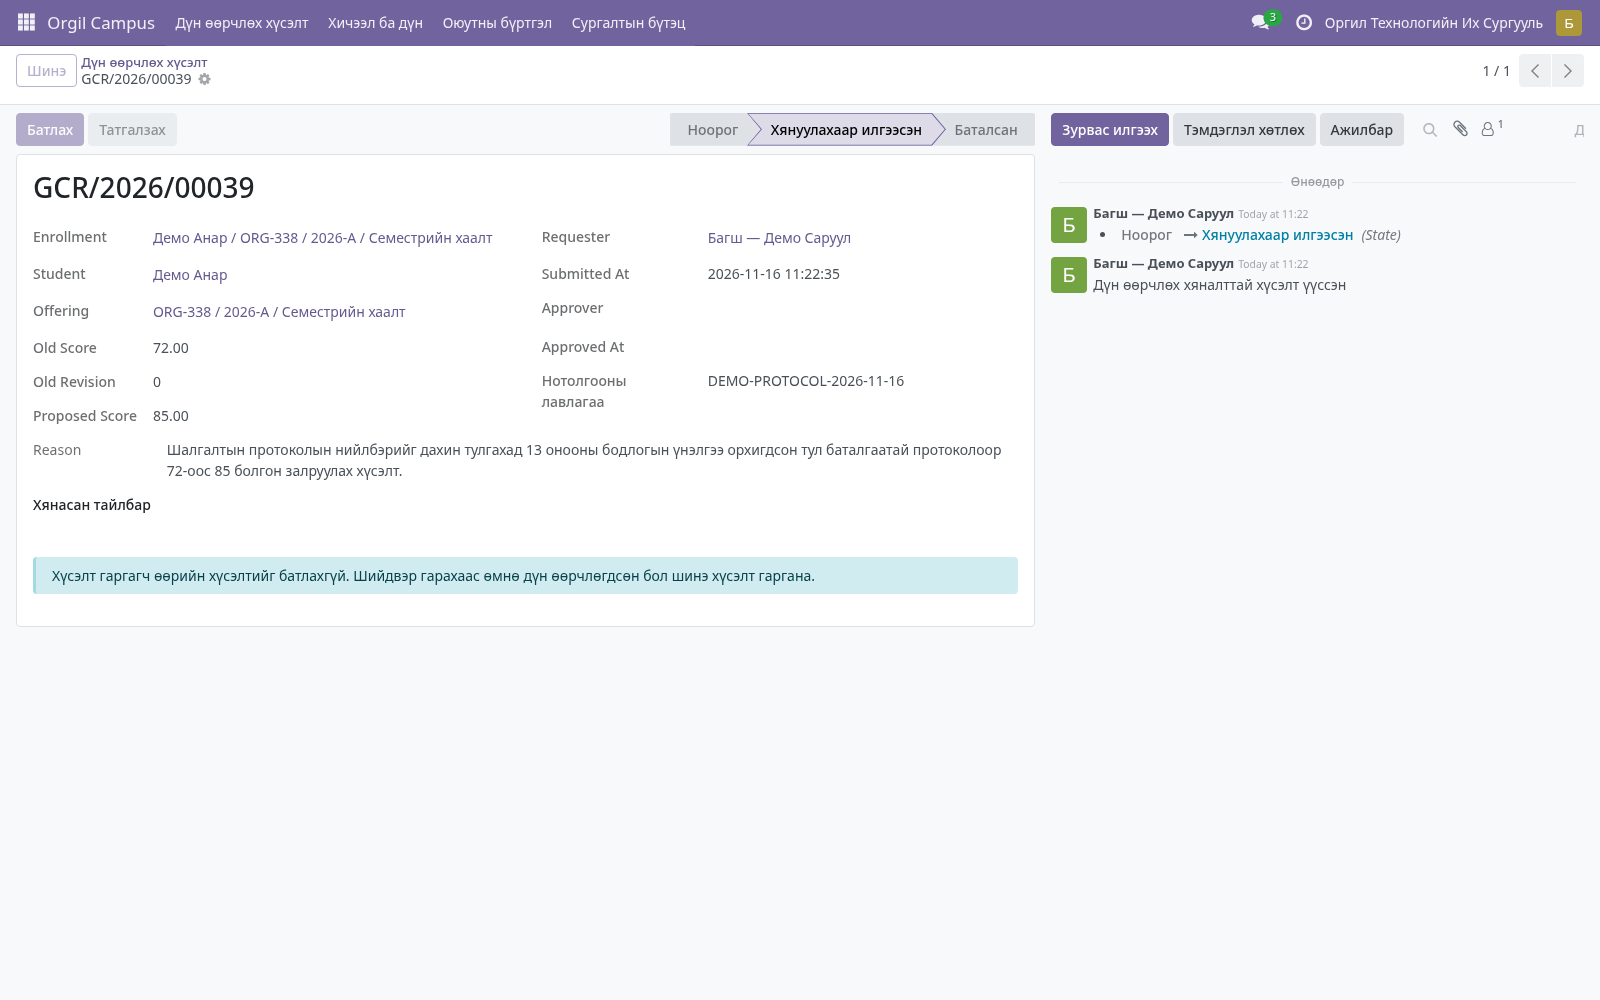 Orgil Campus Дүн өөрчлөх хүсэлт Хичээл ба дүн Оюутны бүртгэл Сургалтын бүтэц 3 Оргил Технологийн Их Сургууль Б
Шинэ
Дүн өөрчлөх хүсэлт
GCR/2026/00039
1 / 1
Батлах Татгалзах Ноорог Хянуулахаар илгээсэн Баталсан
Зурвас илгээх Тэмдэглэл хөтлөх Ажилбар 1 Д
GCR/2026/00039
Enrollment Демо Анар / ORG-338 / 2026-A / Семестрийн хаалт
Student Демо Анар
Offering ORG-338 / 2026-A / Семестрийн хаалт
Old Score 72.00
Old Revision 0
Proposed Score 85.00
Requester Багш — Демо Саруул
Submitted At 2026-11-16 11:22:35
Approver
Approved At
Нотолгооны
лавлагаа
DEMO-PROTOCOL-2026-11-16
Reason Шалгалтын протоколын нийлбэрийг дахин тулгахад 13 онооны бодлогын үнэлгээ орхигдсон тул баталгаатай протоколоор
72-оос 85 болгон залруулах хүсэлт.
Хянасан тайлбар
Хүсэлт гаргагч өөрийн хүсэлтийг батлахгүй. Шийдвэр гарахаас өмнө дүн өөрчлөгдсөн бол шинэ хүсэлт гаргана.
Өнөөдөр
Б
Багш — Демо Саруул Today at 11:22
• Ноорог → Хянуулахаар илгээсэн (State)
Б
Багш — Демо Саруул Today at 11:22
Дүн өөрчлөх хяналттай хүсэлт үүссэн